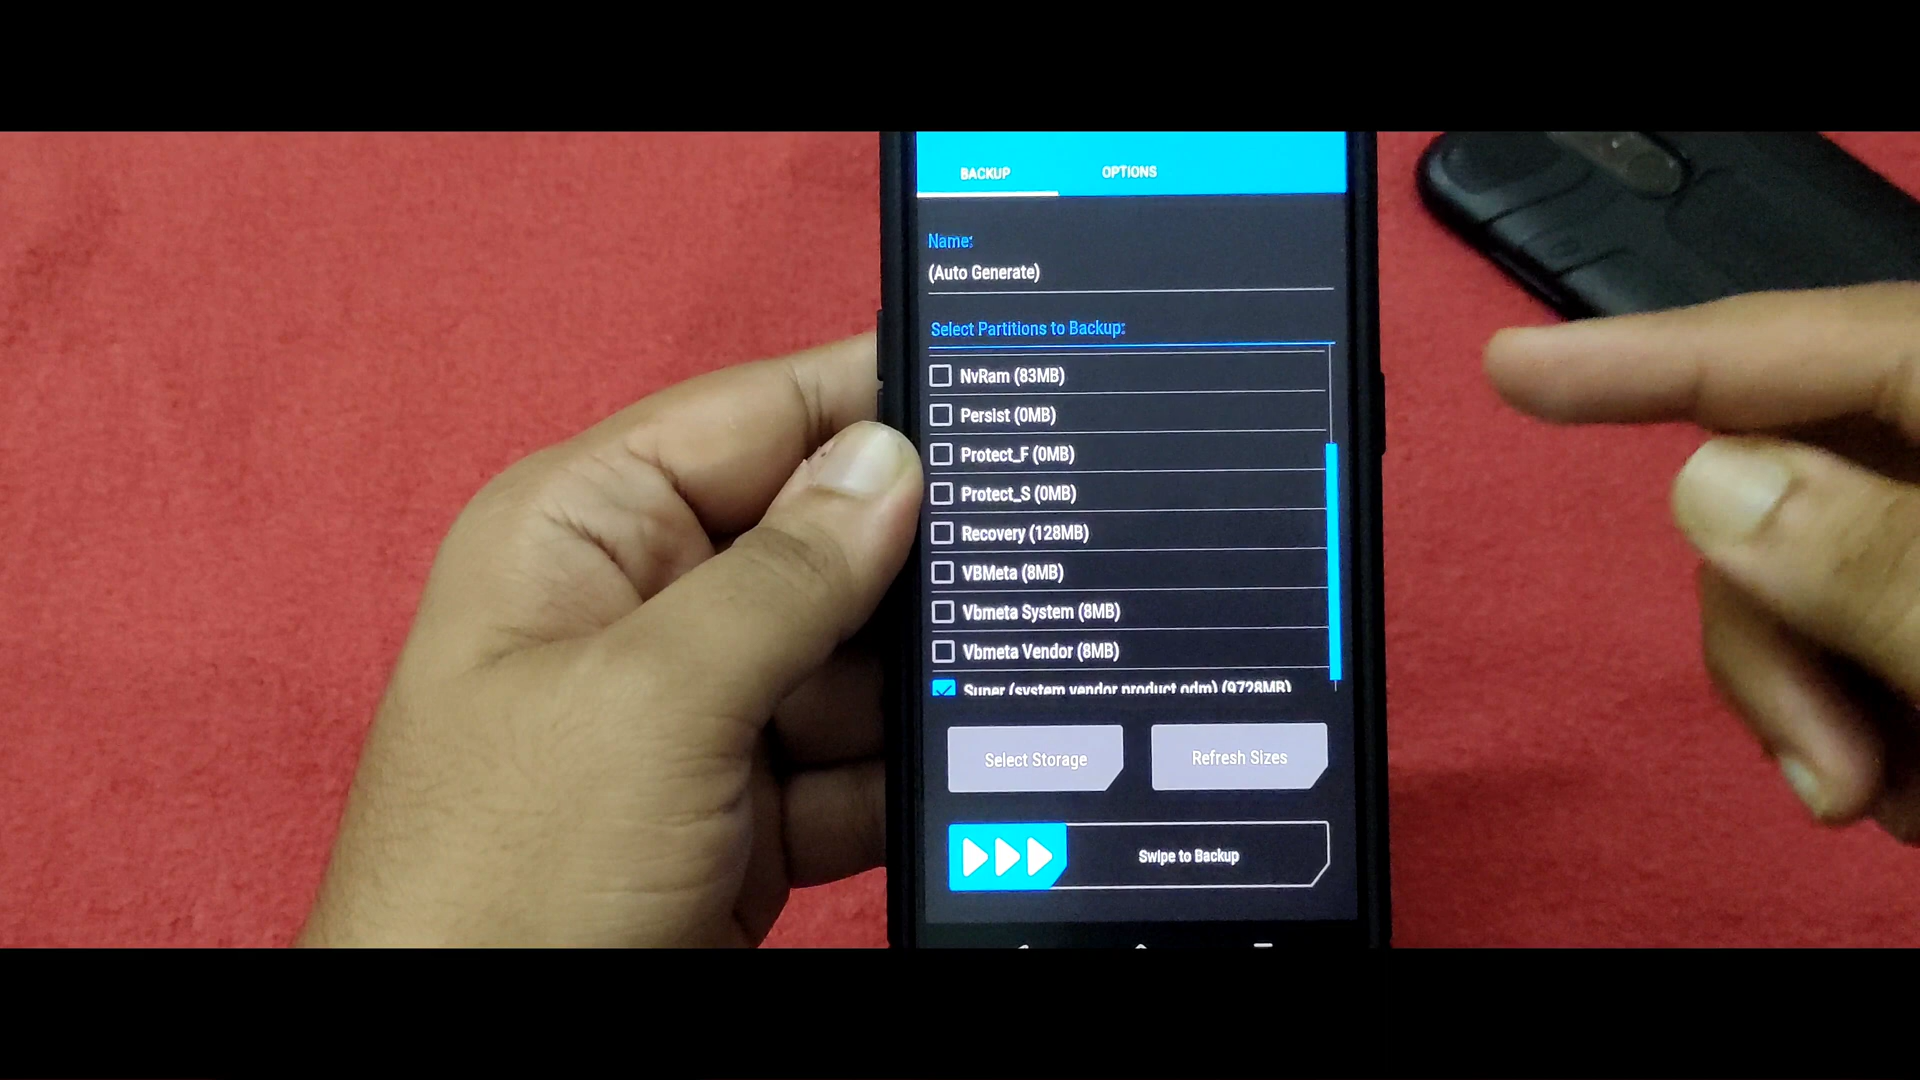 BACKUP
OPTIONS
Name:
(Auto Generate)
Select Partitions to Backup:
NvRam (83MB)
Persist (0MB)
Protect_F (0MB)
Protect_S (0MB)
Recovery (128MB)
VBMeta (8MB)
Vbmeta System (8MB)
Vbmeta Vendor (8MB)
Super (system vendor product odm) (9728MB)
Select Storage
Refresh Sizes
Swipe to Backup